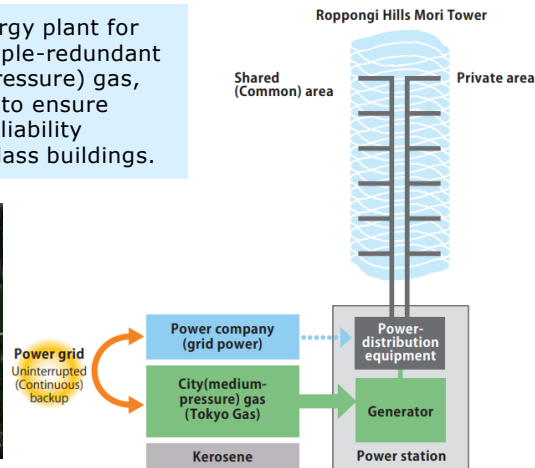 rgy plant for
ple-redundant
ressure) gas,
to ensure
liability
lass buildings.
Roppongi Hills Mori Tower
Shared
(Common) area
Private area
Power grid
Uninterrupted
(Continuous)
backup
Power company
(grid power)
City(medium-
pressure) gas
(Tokyo Gas)
Kerosene
Power-
distribution
equipment
Generator
Power station